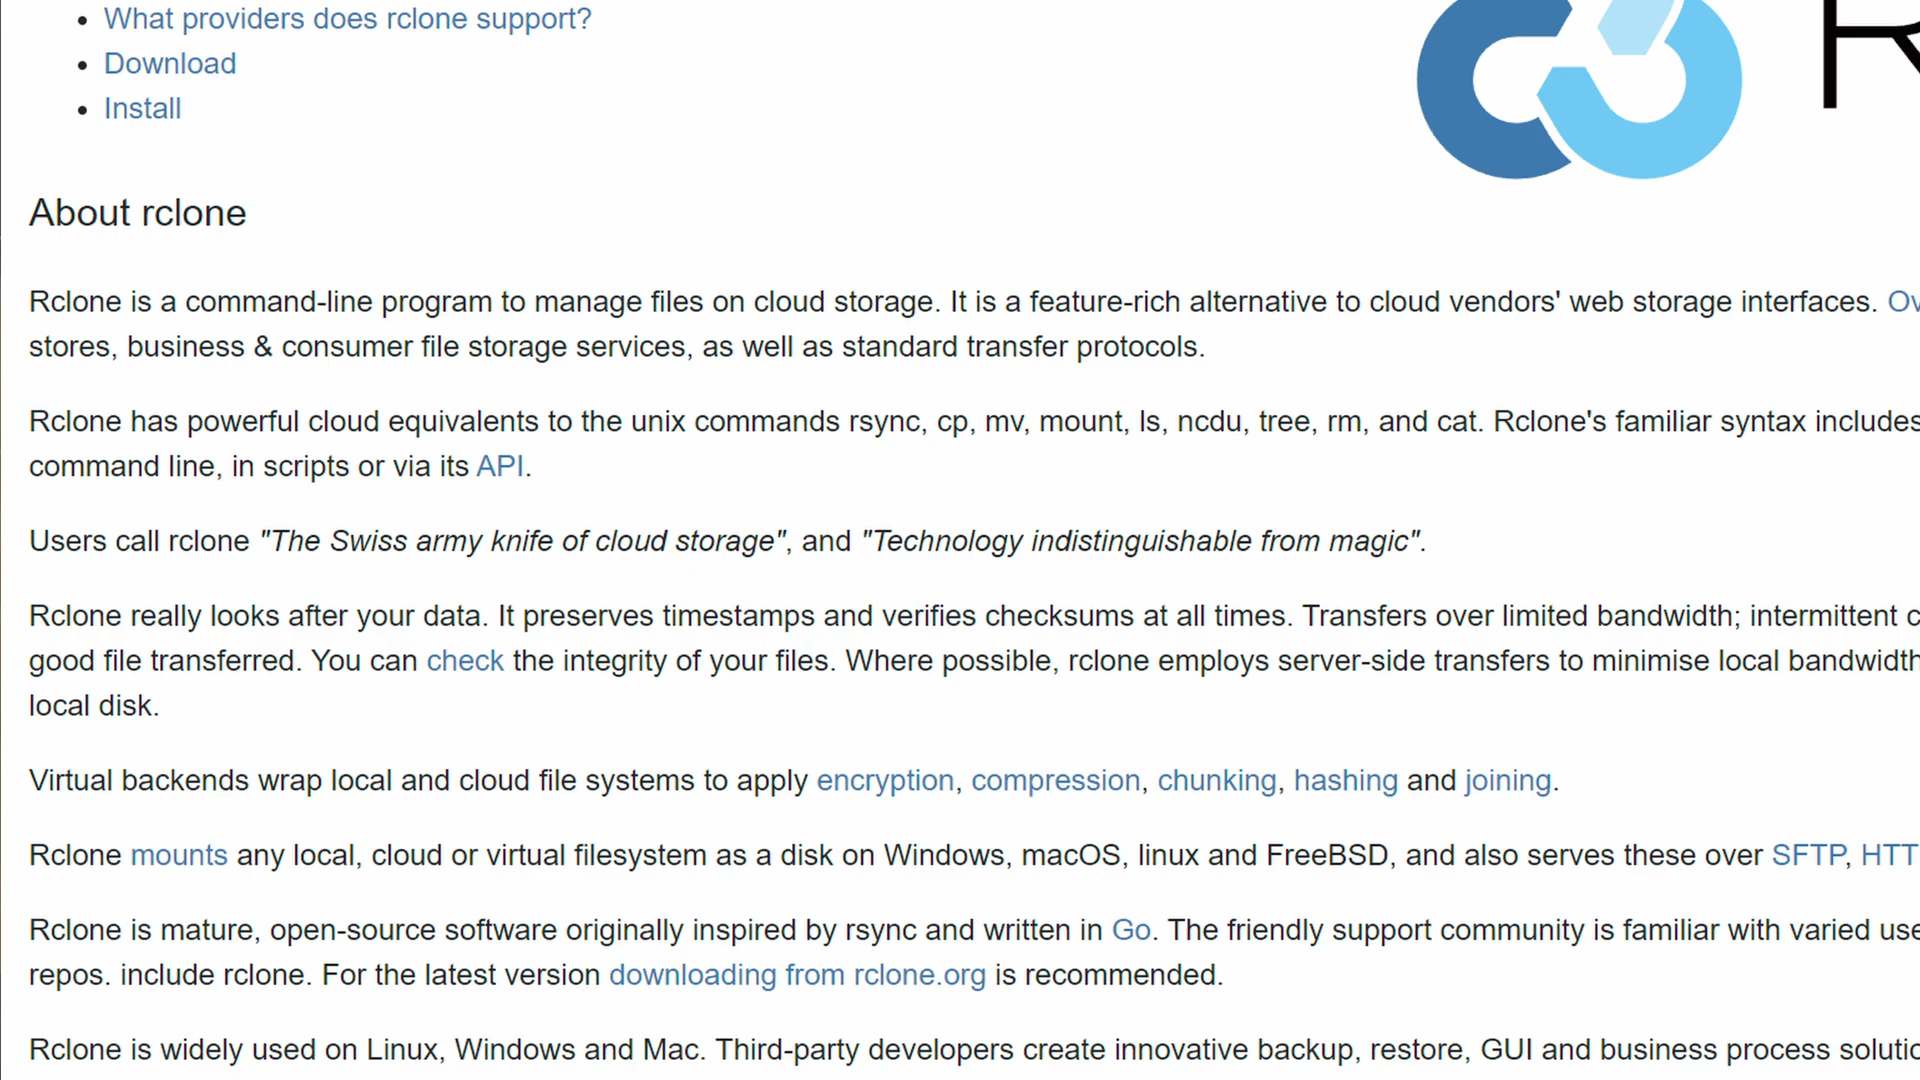 What providers does rclone support?
Download
Install
About rclone
Rclone is a command-line program to manage files on cloud storage. It is a feature-rich alternative to cloud vendors' web storage interfaces.
stores, business & consumer file storage services, as well as standard transfer protocols.
Rclone has powerful cloud equivalents to the unix commands rsync, cp, mv, mount, ls, ncdu, tree, rm, and cat. Rclone's familiar syntax includes
command line, in scripts or via its API.
Users call rclone "The Swiss army knife of cloud storage", and "Technology indistinguishable from magic".
Rclone really looks after your data. It preserves timestamps and verifies checksums at all times. Transfers over limited bandwidth; intermittent
good file transferred. You can check the integrity of your files. Where possible, rclone employs server-side transfers to minimise local bandwidth
local disk.
Virtual backends wrap local and cloud file systems to apply encryption, compression, chunking, hashing and joining.
Rclone mounts any local, cloud or virtual filesystem as a disk on Windows, macOS, linux and FreeBSD, and also serves these over SFTP,
Rclone is mature, open-source software originally inspired by rsync and written in Go. The friendly support community is familiar with varied
repos. include rclone. For the latest version downloading from rclone.org is recommended.
Rclone is widely used on Linux, Windows and Mac. Third-party developers create innovative backup, restore, GUI and business process